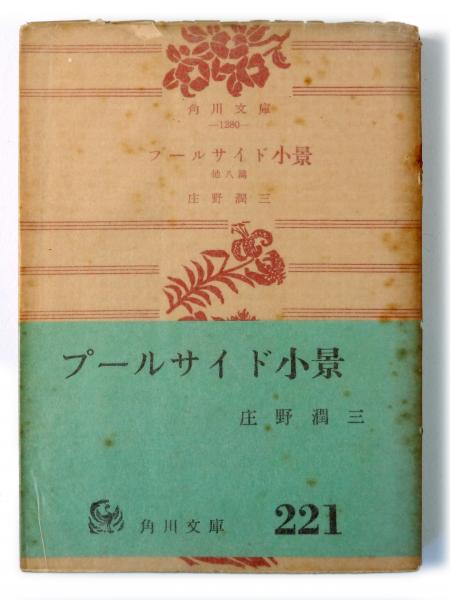 角川文庫
—1280—
プールサイド小景
他八篇
庄野潤三
プールサイド小景
庄野潤三
角川文庫 221